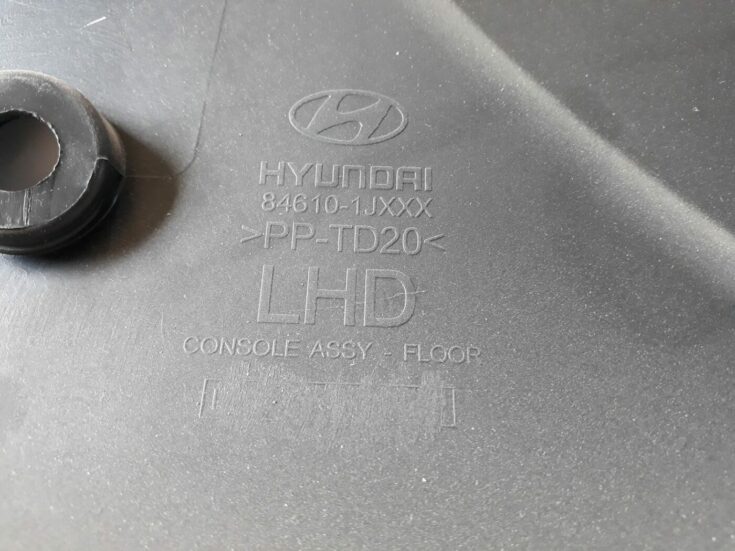 HYUNDAI
84610-1JXXX
>PP-TD20<
LHD
CONSOLE ASSY - FLOOR